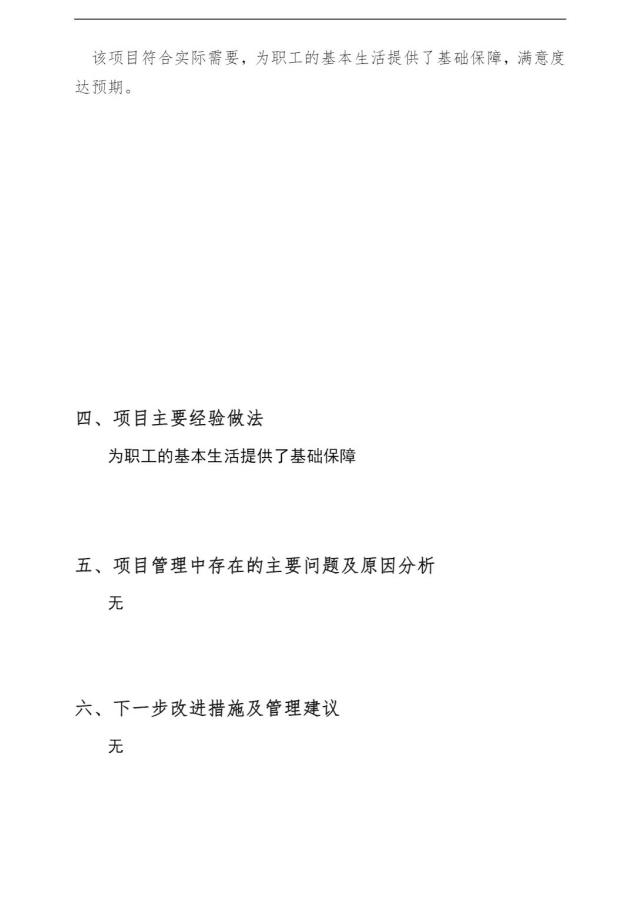 该项目符合实际需要，为职工的基本生活提供了基础保障，满意度
达预期。
四、项目主要经验做法
为职工的基本生活提供了基础保障
五、项目管理中存在的主要问题及原因分析
无
六、下一步改进措施及管理建议
无